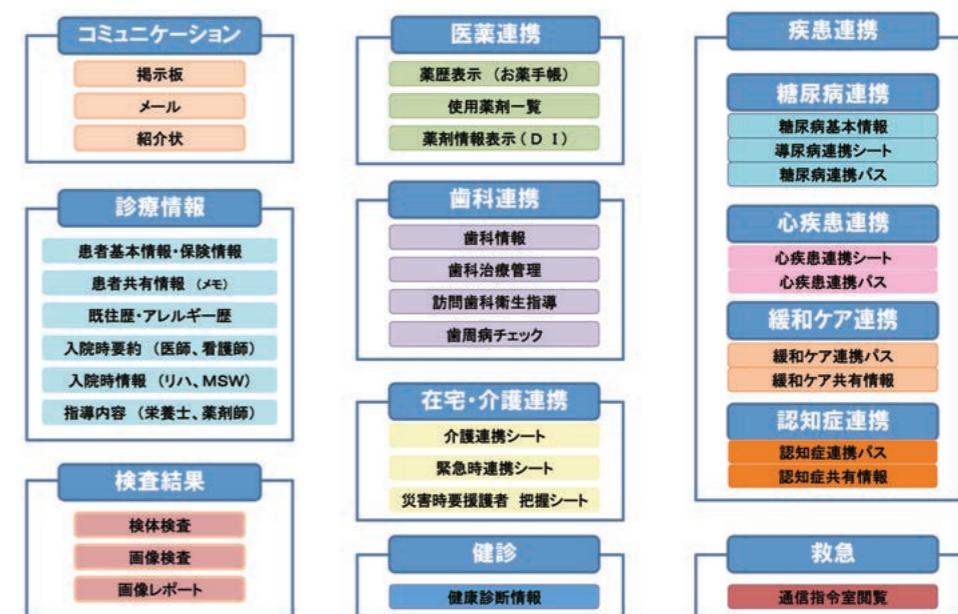 コミュニケーション
掲示板
メール
紹介状
診療情報
患者基本情報・保険情報
患者共有情報 (メモ)
既往歴・アレルギー歴
入院時要約 (医師、看護師)
入院時情報 (リハ、MSW)
指導内容 (栄養士、薬剤師)
検査結果
検体検査
画像検査
画像レポート
医薬連携
薬歴表示 (お薬手帳)
使用薬剤一覧
薬剤情報表示(D I)
歯科連携
歯科情報
歯科治療管理
訪問歯科衛生指導
歯周病チェック
在宅・介護連携
介護連携シート
緊急時連携シート
災害時要援護者 把握シート
健診
健康診断情報
疾患連携
糖尿病連携
糖尿病基本情報
導尿病連携シート
糖尿病連携パス
心疾患連携
心疾患連携シート
心疾患連携パス
緩和ケア連携
緩和ケア連携パス
緩和ケア共有情報
認知症連携
認知症連携パス
認知症共有情報
救急
通信指令室閲覧